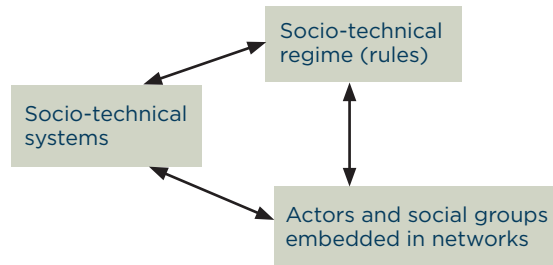 Socio-technical
regime (rules)
Socio-technical
systems
Actors and social groups
embedded in networks